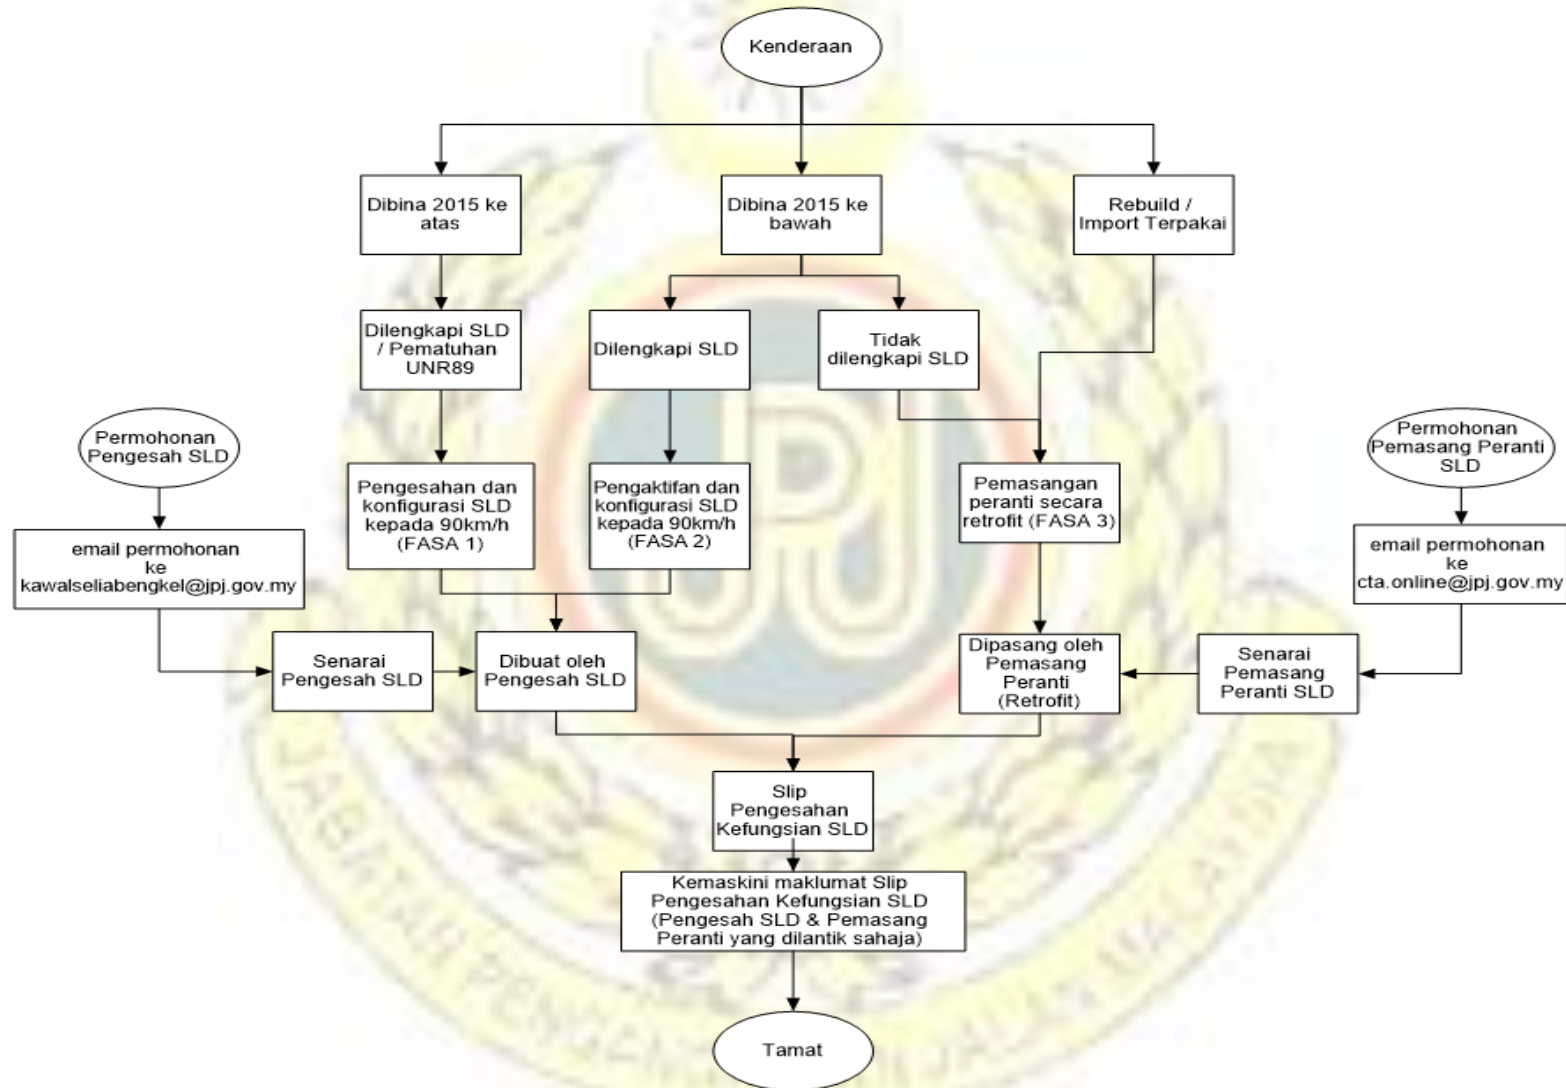 Kenderaan
Dibina 2015 ke
atas
Dibina 2015 ke
bawah
Rebuild /
Import Terpakai
Dilengkapi SLD
/ Pematuhan
UNR89
Dilengkapi SLD
Tidak
dilengkapi SLD
Permohonan
Pengesah SLD
Permohonan
Pemasang Peranti
SLD
Pengesahan dan
konfigurasi SLD
kepada 90km/h
(FASA 1)
Pengaktifan dan
konfigurasi SLD
kepada 90km/h
(FASA 2)
Pemasangan
peranti secara
retrofit (FASA 3)
email permohonan
ke
kawalseliabengkel@jpj.gov.my
email permohonan
ke
cta.online@jpj.gov.my
Senarai
Pengesah SLD
Dibuat oleh
Pengesah SLD
Dipasang oleh
Pemasang
Peranti
(Retrofit)
Senarai
Pemasang
Peranti SLD
Slip
Pengesahan
Kefungsian SLD
Kemaskini maklumat Slip
Pengesahan Kefungsian SLD
(Pengesah SLD & Pemasang
Peranti yang dilantik sahaja)
Tamat
JPJ
JABATAN PENGANGKUTAN JALAN MALAYSIA